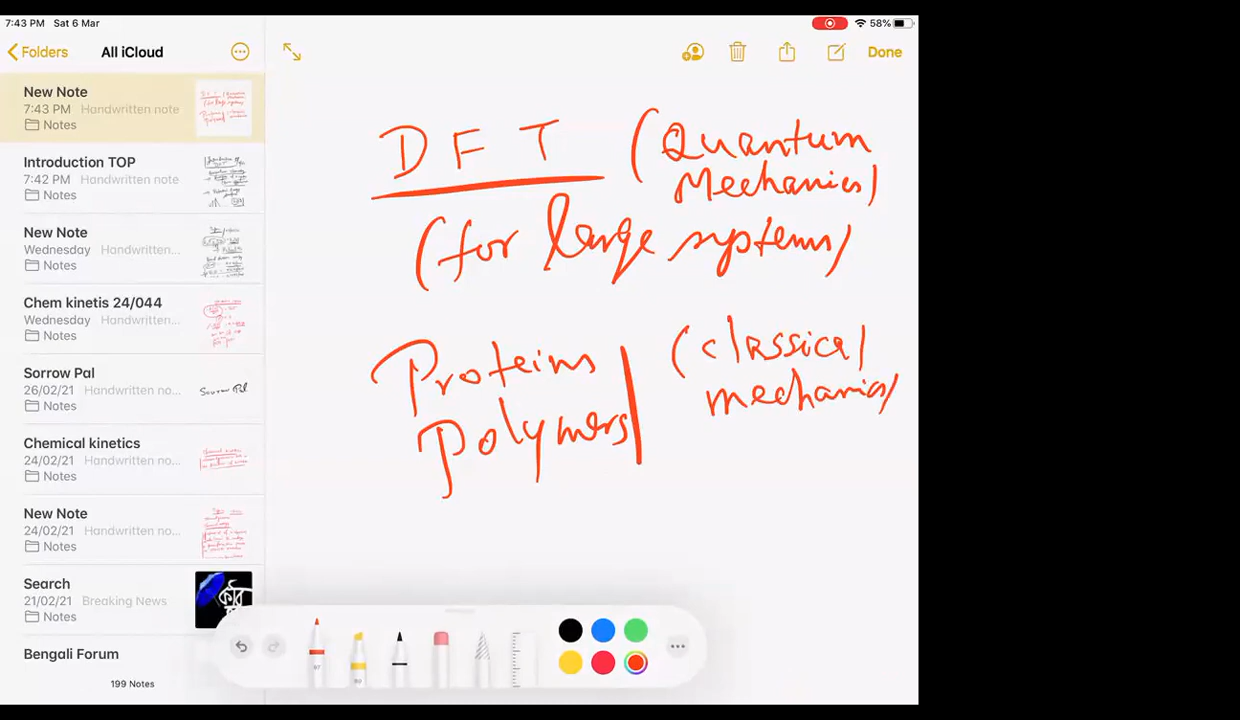 7:43 PM Sat 6 Mar
58%
Folders
All iCloud
Done
New Note
7:43 PM Handwritten note
Notes
Introduction TOP
7:42 PM Handwritten note
Notes
New Note
Wednesday Handwritten...
Notes
Chem kinetis 24/044
Wednesday Handwritten...
Notes
Sorrow Pal
26/02/21 Handwritten...
Notes
Sorrow Pal
Chemical kinetics
24/02/21 Handwritten no...
Notes
New Note
24/02/21 Handwritten no...
Notes
Search
21/02/21 Breaking News
Notes
Bengali Forum
199 Notes
DFT (Quantum
Mechanics)
(for large systems)
Proteins (classical
Polymers mechanics)